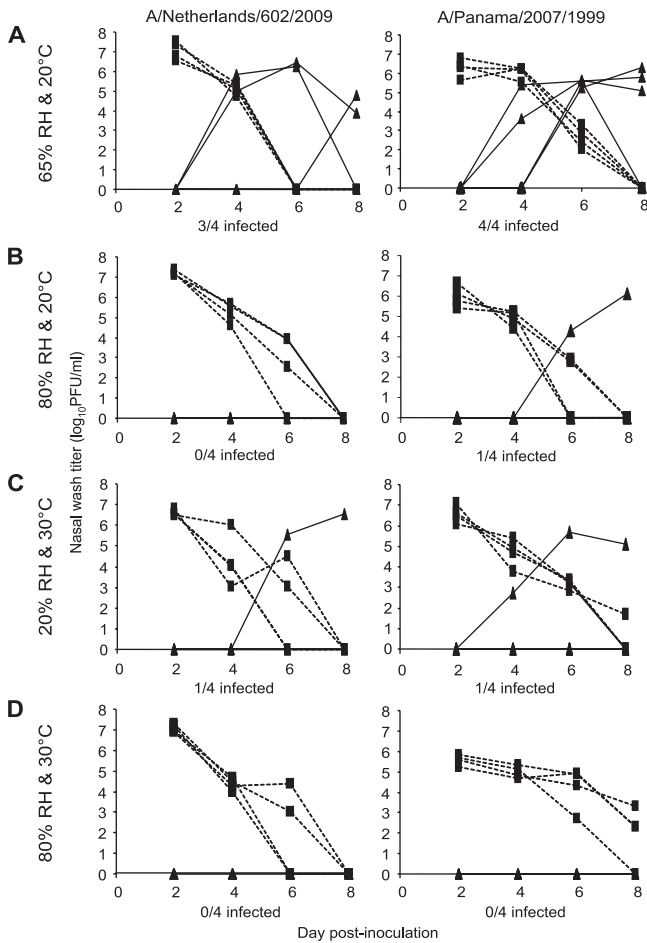 A/Netherlands/602/2009 A/Panama/2007/1999
A
65% RH & 20°C
8 7 6 5 4 3 2 1 0
0 2 4 6 8
3/4 infected
8 7 6 5 4 3 2 1 0
0 2 4 6 8
4/4 infected
B
80% RH & 20°C
8 7 6 5 4 3 2 1 0
0 2 4 6 8
0/4 infected
8 7 6 5 4 3 2 1 0
0 2 4 6 8
1/4 infected
Nasal wash titer (log10PFU/ml)
C
20% RH & 30°C
8 7 6 5 4 3 2 1 0
0 2 4 6 8
1/4 infected
8 7 6 5 4 3 2 1 0
0 2 4 6 8
1/4 infected
D
80% RH & 30°C
8 7 6 5 4 3 2 1 0
0 2 4 6 8
0/4 infected
8 7 6 5 4 3 2 1 0
0 2 4 6 8
0/4 infected
Day post-inoculation